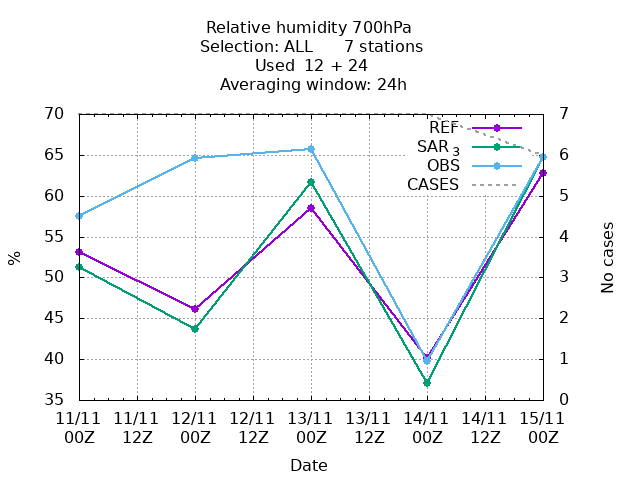 Relative humidity 700hPa
Selection: ALL 7 stations
Used 12 + 24
Averaging window: 24h
70 7
REF
SAR 3
65 6
OBS
CASES
60 5
55 4
%
No cases
50 3
45 2
40 1
35 0
11/11 11/11 12/11 12/11 13/11 13/11 14/11 14/11 15/11
00Z 12Z 00Z 12Z 00Z 12Z 00Z 12Z 00Z
Date